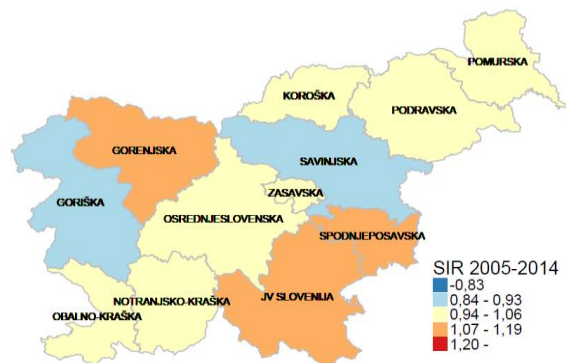 POMURSKA
KOROŠKA
PODRAVSKA
GORENJSKA
SAVINJSKA
ZASAVSKA
GORIŠKA
OSREDNJESLOVENSKA
SPODNJEPOSAVSKA
NOTRANJSKO-KRAŠKA
JV SLOVENIJA
OBALNO-KRAŠKA
SIR 2005-2014
-0,83
0,84 - 0,93
0,94 - 1,06
1,07 - 1,19
1,20 -